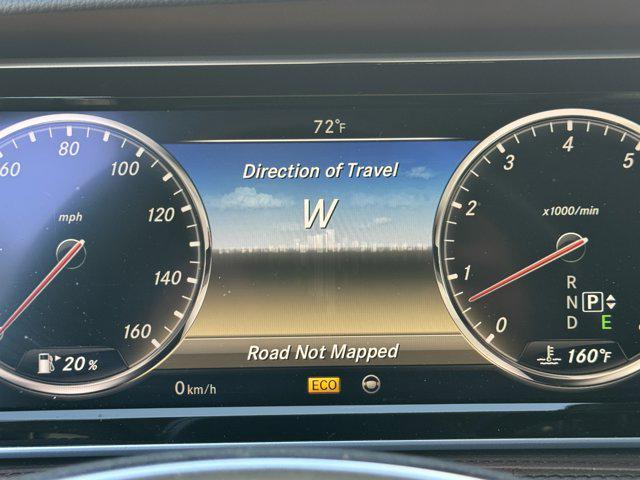 72°F
Direction of Travel
W
Road Not Mapped
60
80
100
120
140
160
mph
20 %
0 km/h
ECO
0
1
2
3
4
5
x1000/min
R
N P
D E
160°F